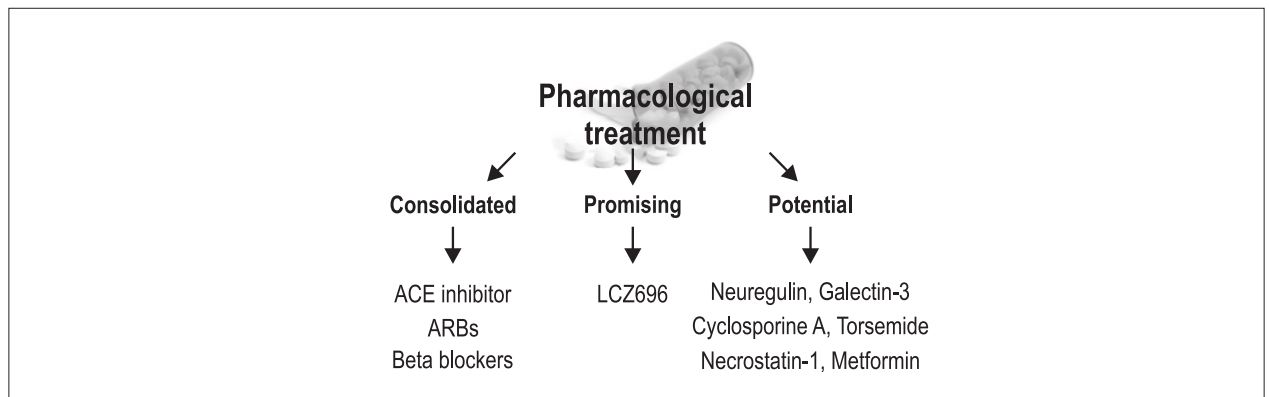 Pharmacological
treatment
Consolidated
Promising
Potential
ACE inhibitor
ARBs
Beta blockers
LCZ696
Neuregulin, Galectin-3
Cyclosporine A, Torsemide
Necrostatin-1, Metformin